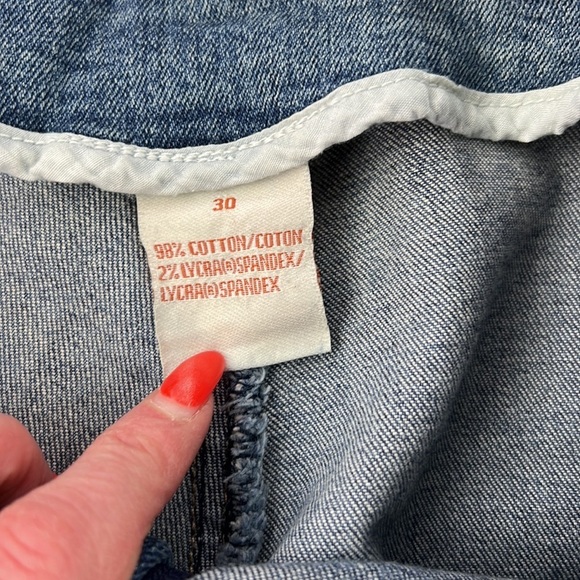 30
98% COTTON/COTON
2% LYCRA®SPANDEX/
LYCRA®SPANDEX